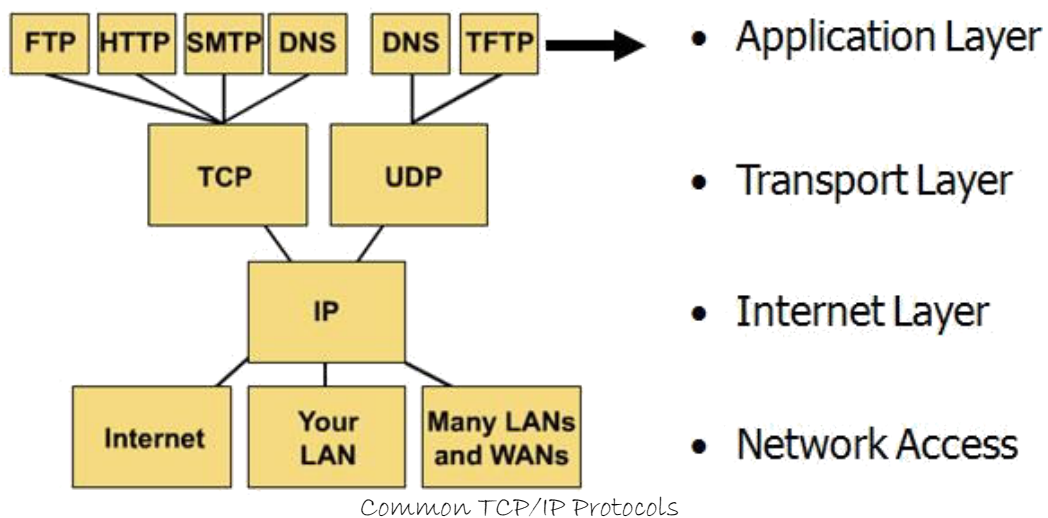 FTP HTTP SMTP DNS DNS TFTP • Application Layer
TCP UDP • Transport Layer
IP • Internet Layer
Internet Your LAN Many LANs and WANs • Network Access
Common TCP/IP Protocols